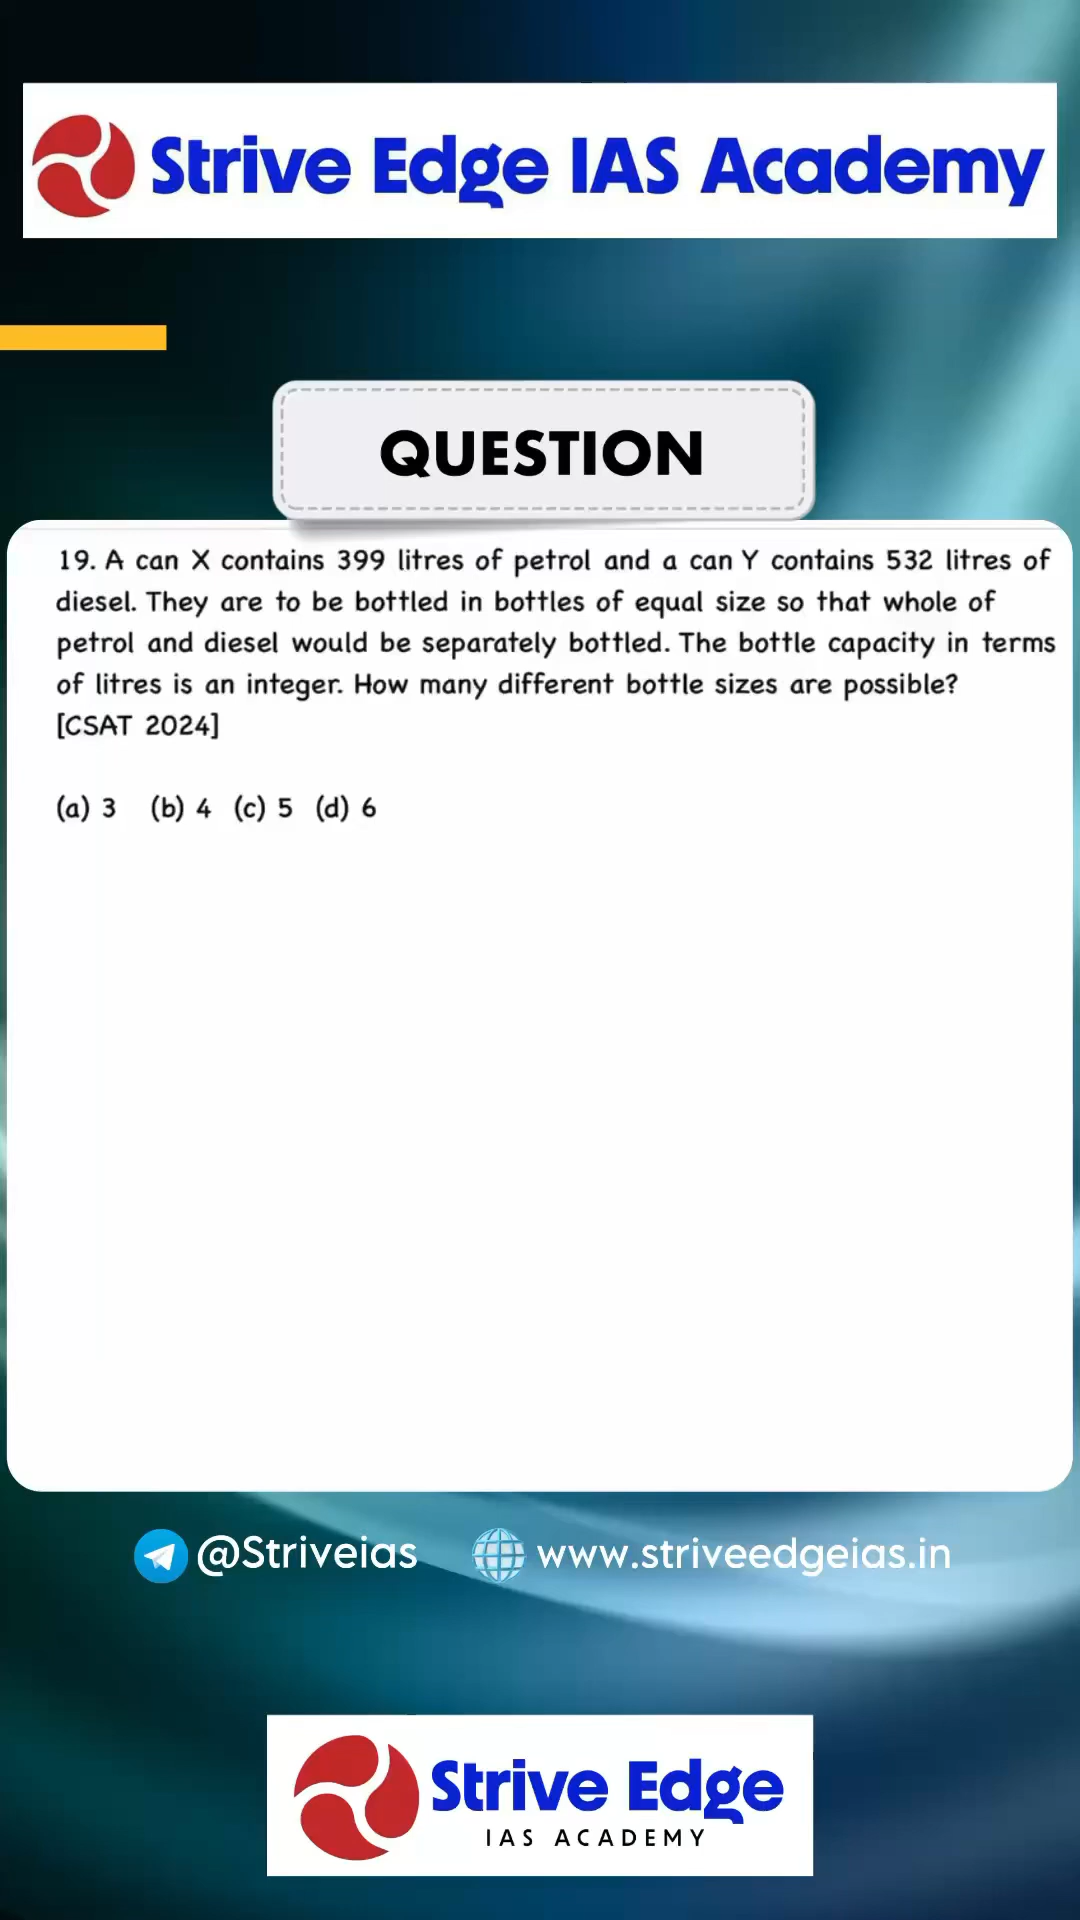 Strive Edge IAS Academy
QUESTION
19. A can X contains 399 litres of petrol and a can Y contains 532 litres of
diesel. They are to be bottled in bottles of equal size so that whole of
petrol and diesel would be separately bottled. The bottle capacity in terms
of litres is an integer. How many different bottle sizes are possible?
[CSAT 2024]
(a) 3 (b) 4 (c) 5 (d) 6
@Striveias www.striveedgeias.in
Strive Edge
IAS ACADEMY